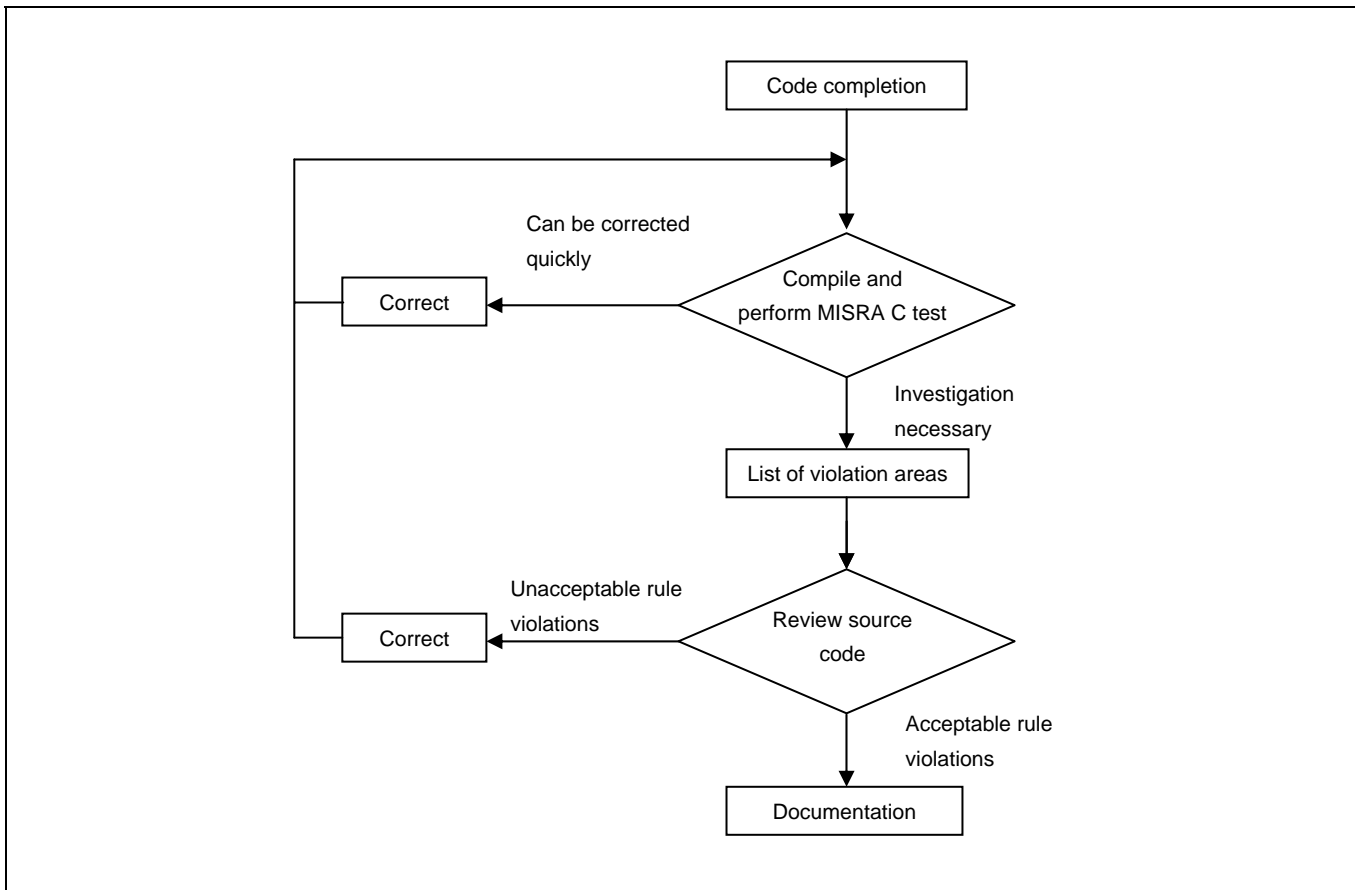 Code completion
Can be corrected
quickly
Compile and
perform MISRA C test
Correct
Investigation
necessary
List of violation areas
Unacceptable rule
violations
Review source
code
Correct
Acceptable rule
violations
Documentation